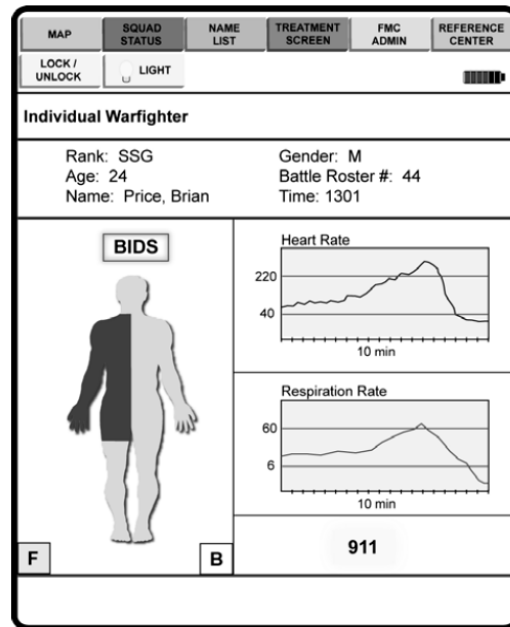 MAP
SQUAD
STATUS
NAME
LIST
TREATMENT
SCREEN
FMC
ADMIN
REFERENCE
CENTER
LOCK /
UNLOCK
LIGHT
Individual Warfighter
Rank: SSG
Age: 24
Name: Price, Brian
Gender: M
Battle Roster #: 44
Time: 1301
BIDS
Heart Rate
220
40
10 min
Respiration Rate
60
6
10 min
F
B
911